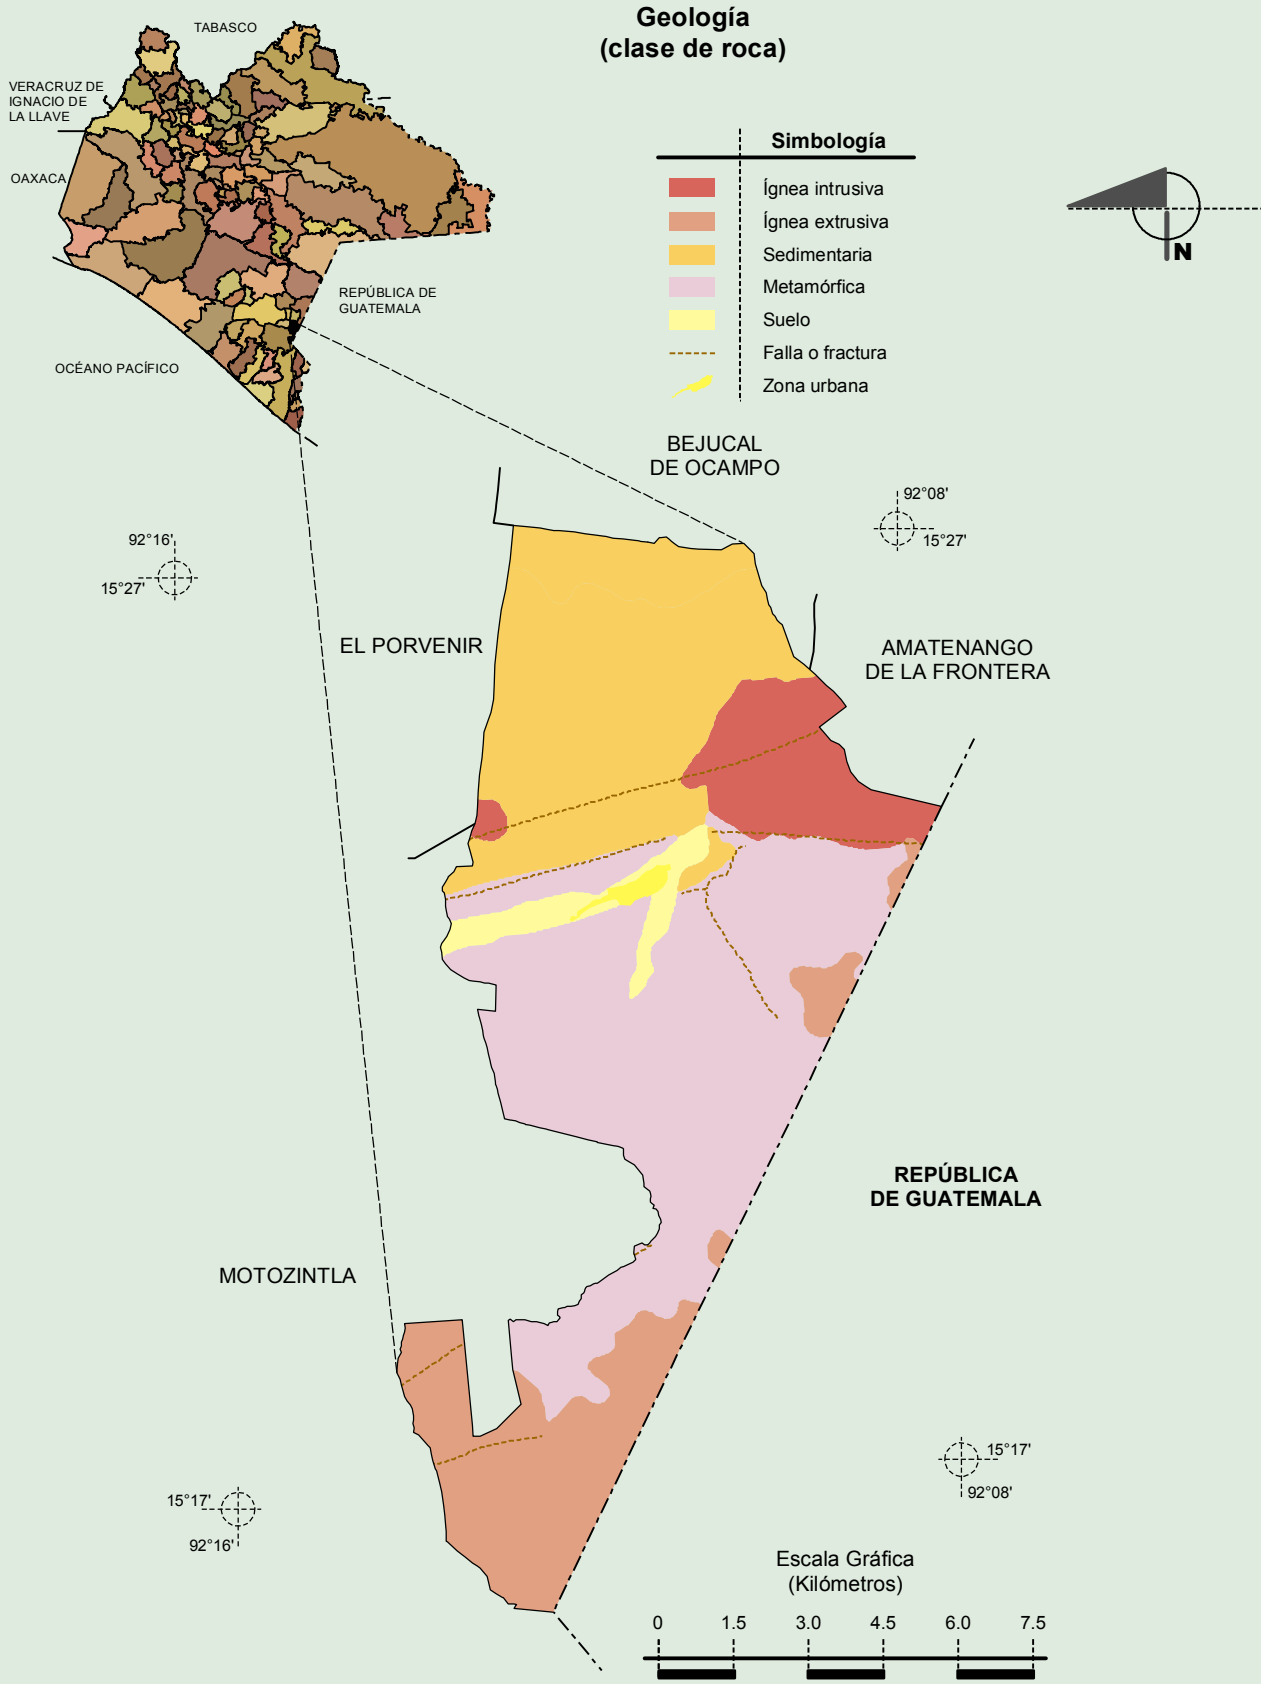 Geología
(clase de roca)
TABASCO
VERACRUZ DE
IGNACIO DE
LA LLAVE
OAXACA
REPÚBLICA DE
GUATEMALA
OCÉANO PACÍFICO
Simbología
Ígnea intrusiva
Ígnea extrusiva
Sedimentaria
Metamórfica
Suelo
Falla o fractura
Zona urbana
N
BEJUCAL
DE OCAMPO
92°08'
15°27'
92°16'
15°27'
EL PORVENIR
AMATENANGO
DE LA FRONTERA
REPÚBLICA
DE GUATEMALA
MOTOZINTLA
15°17'
92°08'
15°17'
92°16'
Escala Gráfica
(Kilómetros)
0 1.5 3.0 4.5 6.0 7.5